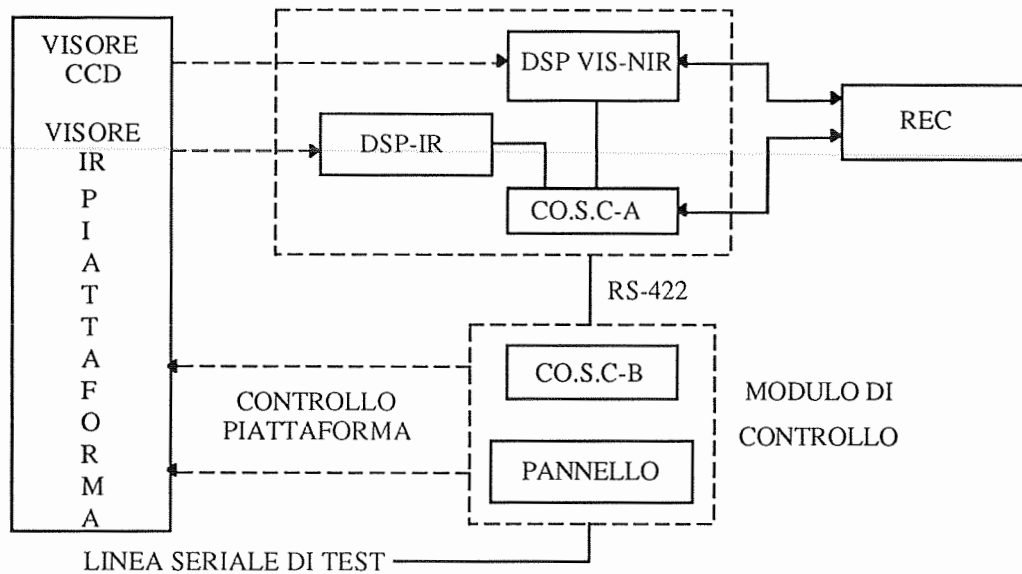 VISORE
CCD
VISORE
IR
P
I
A
T
T
A
F
O
R
M
A
DSP VIS-NIR
DSP-IR
CO.S.C-A
REC
RS-422
CO.S.C-B
PANNELLO
MODULO DI
CONTROLLO
CONTROLLO
PIATTAFORMA
LINEA SERIALE DI TEST